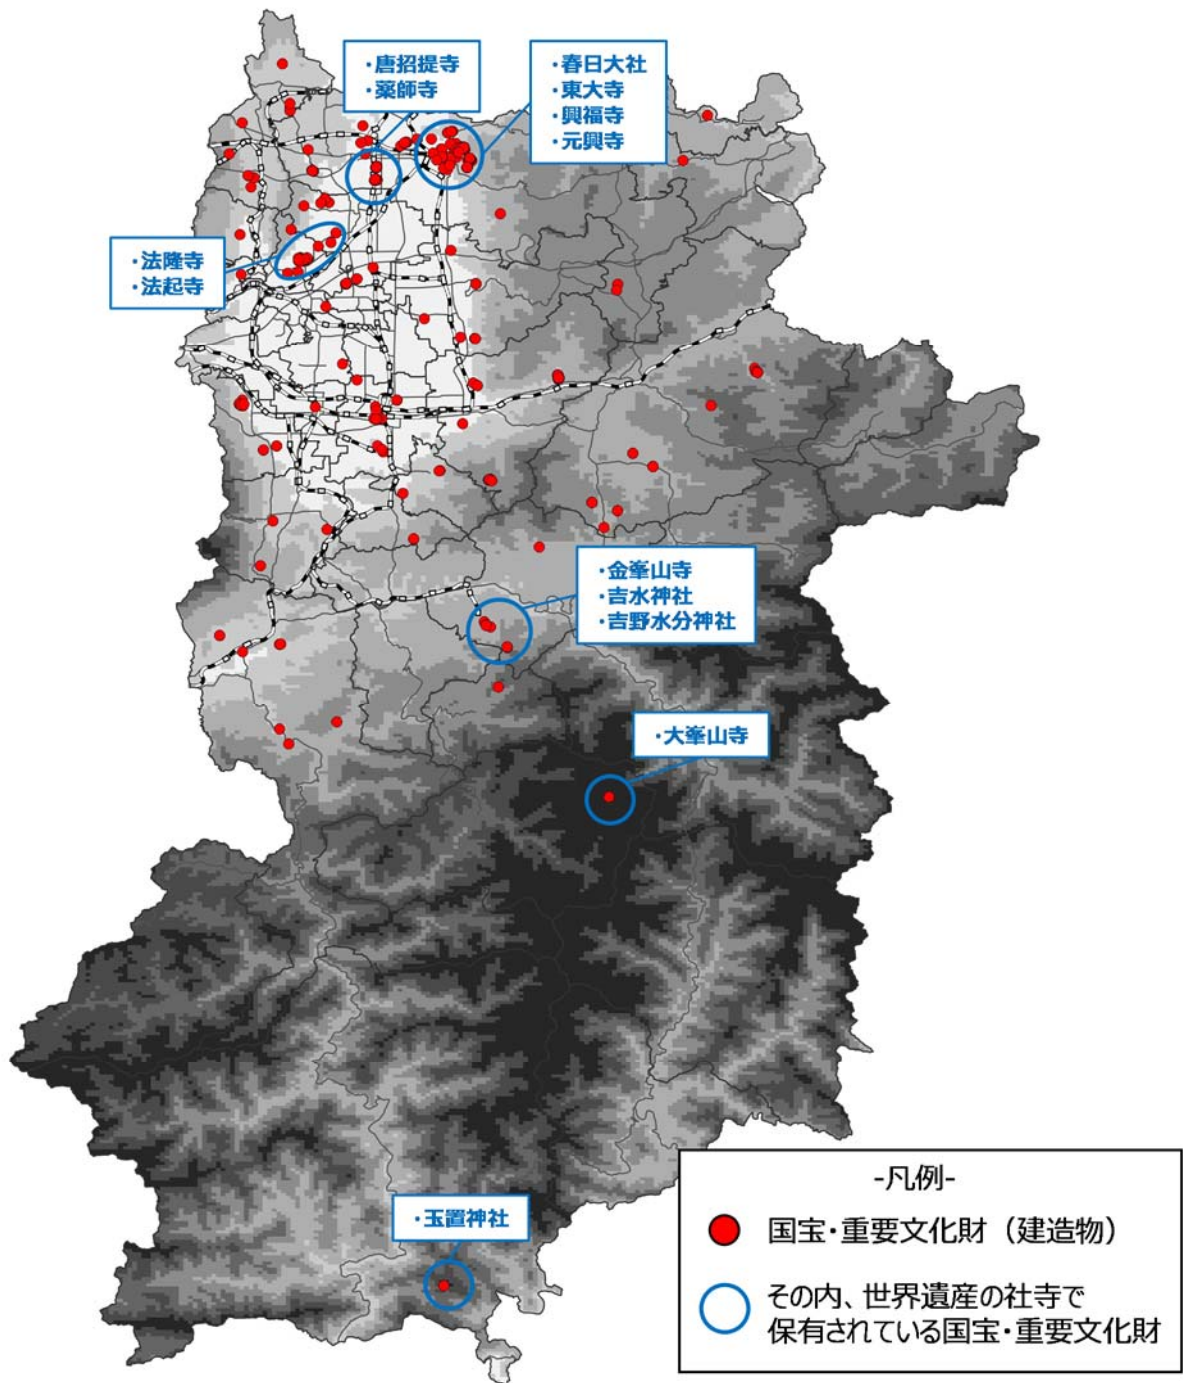 ・唐招提寺
・薬師寺
・春日大社
・東大寺
・興福寺
・元興寺
・法隆寺
・法起寺
・金峯山寺
・吉水神社
・吉野水分神社
・大峯山寺
・玉置神社
-凡例-
国宝・重要文化財（建造物）
その内、世界遺産の社寺で
保有されている国宝・重要文化財